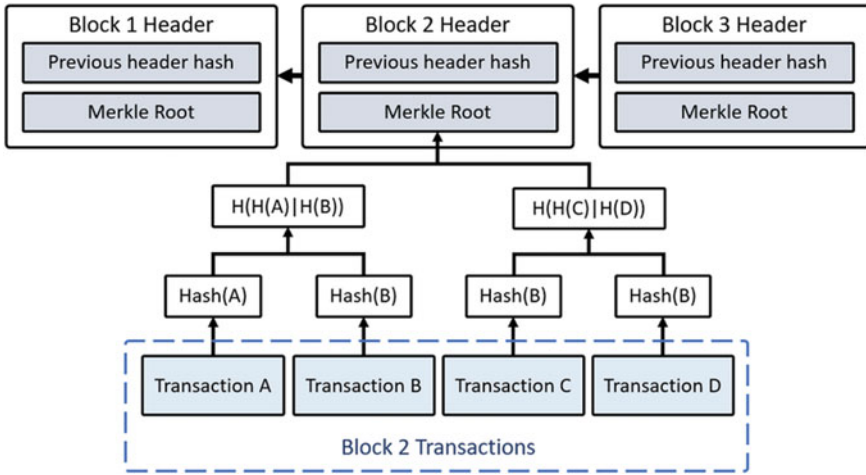 Block 1 Header
Block 2 Header
Block 3 Header
Previous header hash
Previous header hash
Previous header hash
Merkle Root
Merkle Root
Merkle Root
H(H(A)|H(B))
H(H(C)|H(D))
Hash(A)
Hash(B)
Hash(B)
Hash(B)
Transaction A
Transaction B
Transaction C
Transaction D
Block 2 Transactions